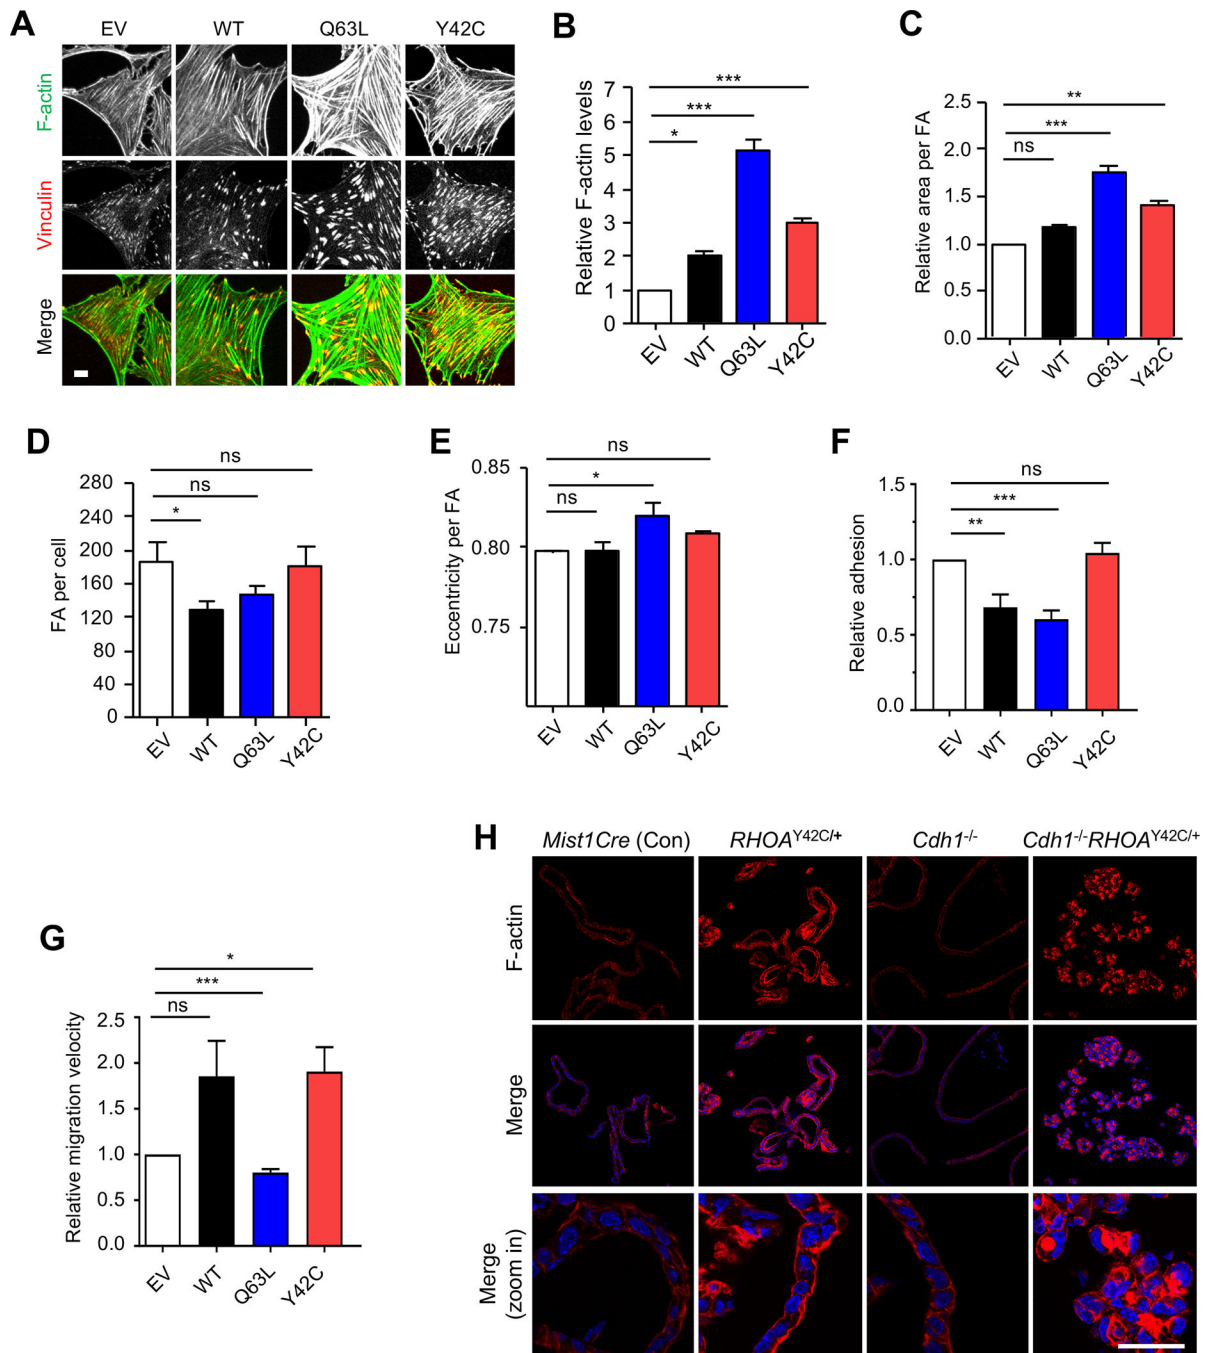 A
EV WT Q63L Y42C
F-actin
Vinculin
Merge
B
Relative F-actin levels
7
6
5
4
3
2
1
0
***
***
*
EV WT Q63L Y42C
C
Relative area per FA
2.5
2.0
1.5
1.0
0.5
0.0
**
***
ns
EV WT Q63L Y42C
D
FA per cell
280
240
200
160
120
80
40
0
ns
ns
*
EV WT Q63L Y42C
E
Eccentricity per FA
0.85
0.80
0.75
ns
*
ns
EV WT Q63L Y42C
F
Relative adhesion
1.5
1.0
0.5
0.0
ns
***
**
EV WT Q63L Y42C
G
Relative migration velocity
2.5
2.0
1.5
1.0
0.5
0.0
*
***
ns
EV WT Q63L Y42C
H
Mist1Cre (Con) RHOA^Y42C/+ Cdh1^-/- Cdh1^-/-RHOA^Y42C/+
F-actin
Merge
Merge
(zoom in)